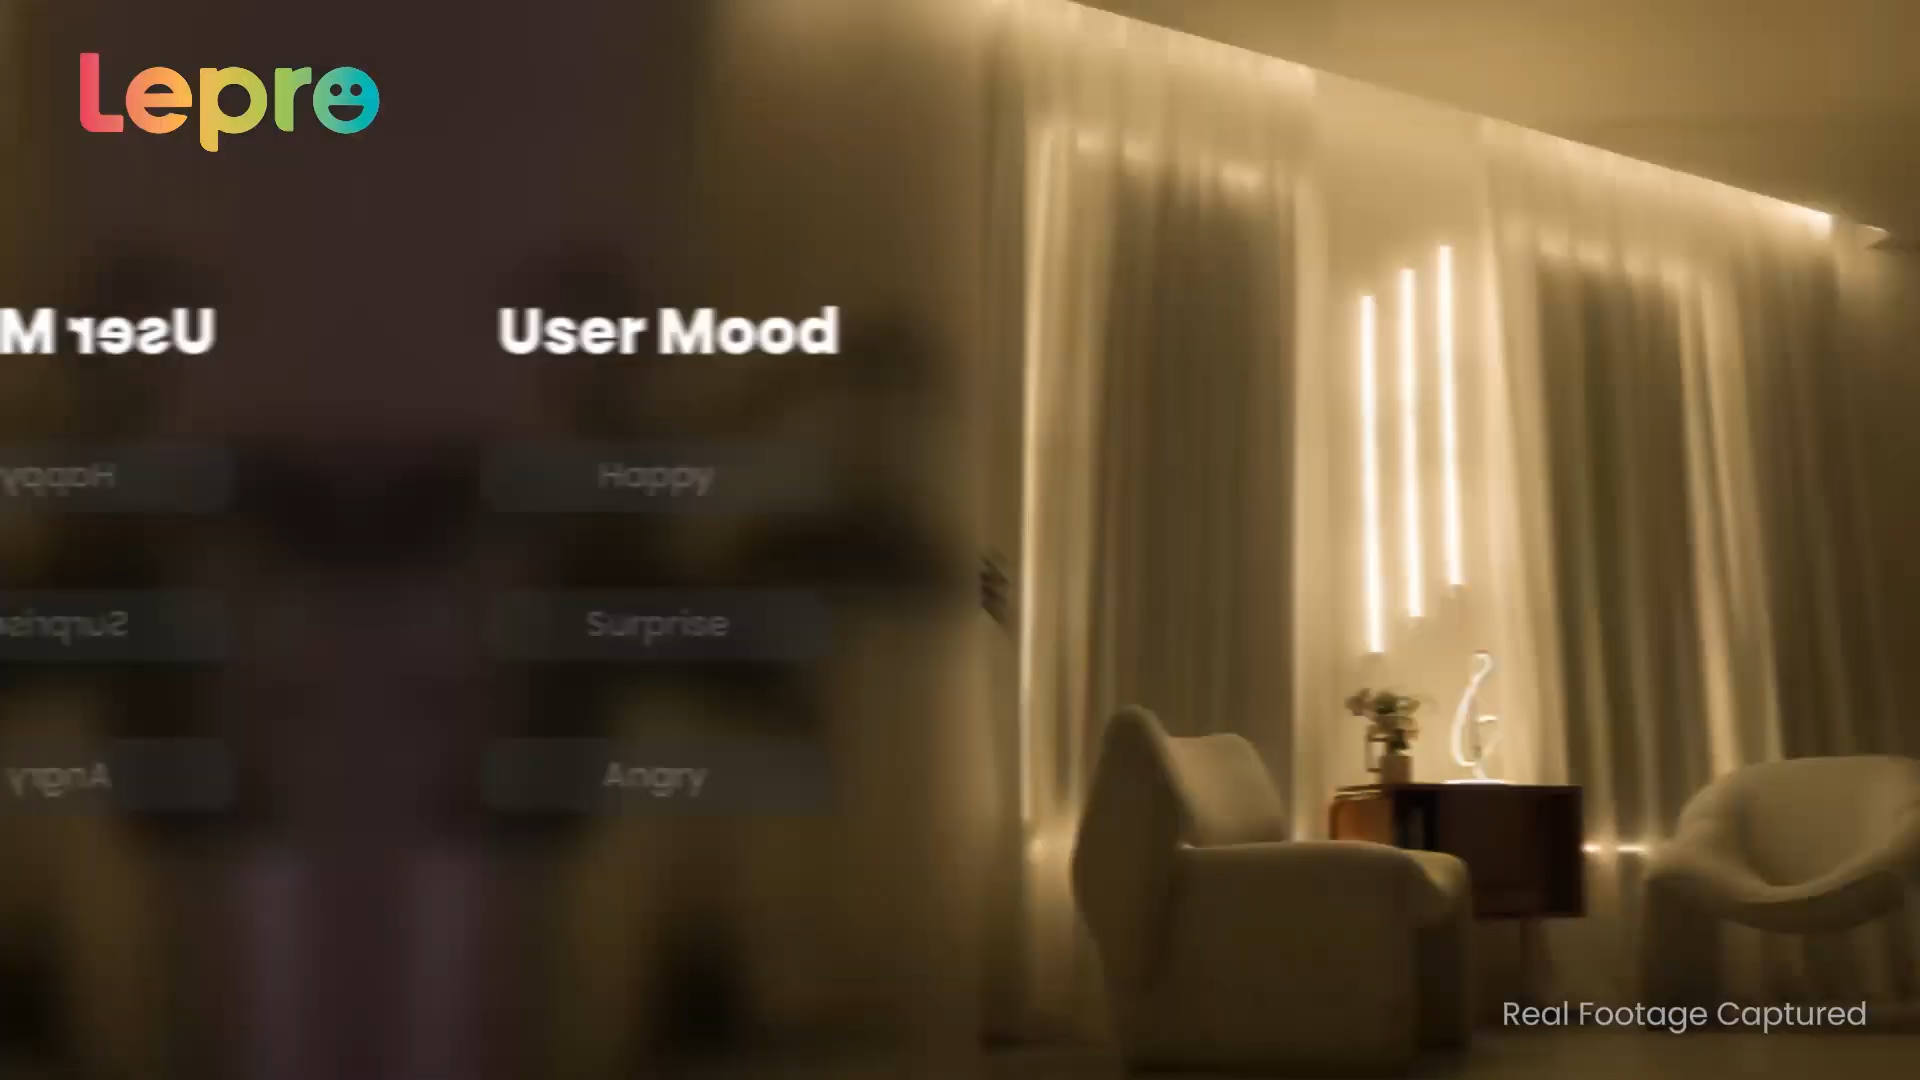 Lepro
User Mood
Happy
Surprise
Angry
Real Footage Captured